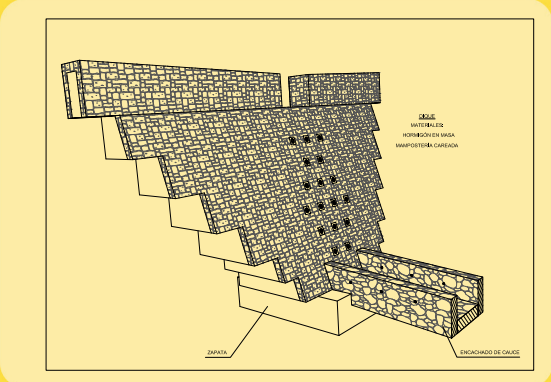 DIQUE
MATERIALES:
HORMIGÓN EN MASA
MAMPOSTERÍA CAREADA
ZAPATA
ENCACHADO DE CAUCE